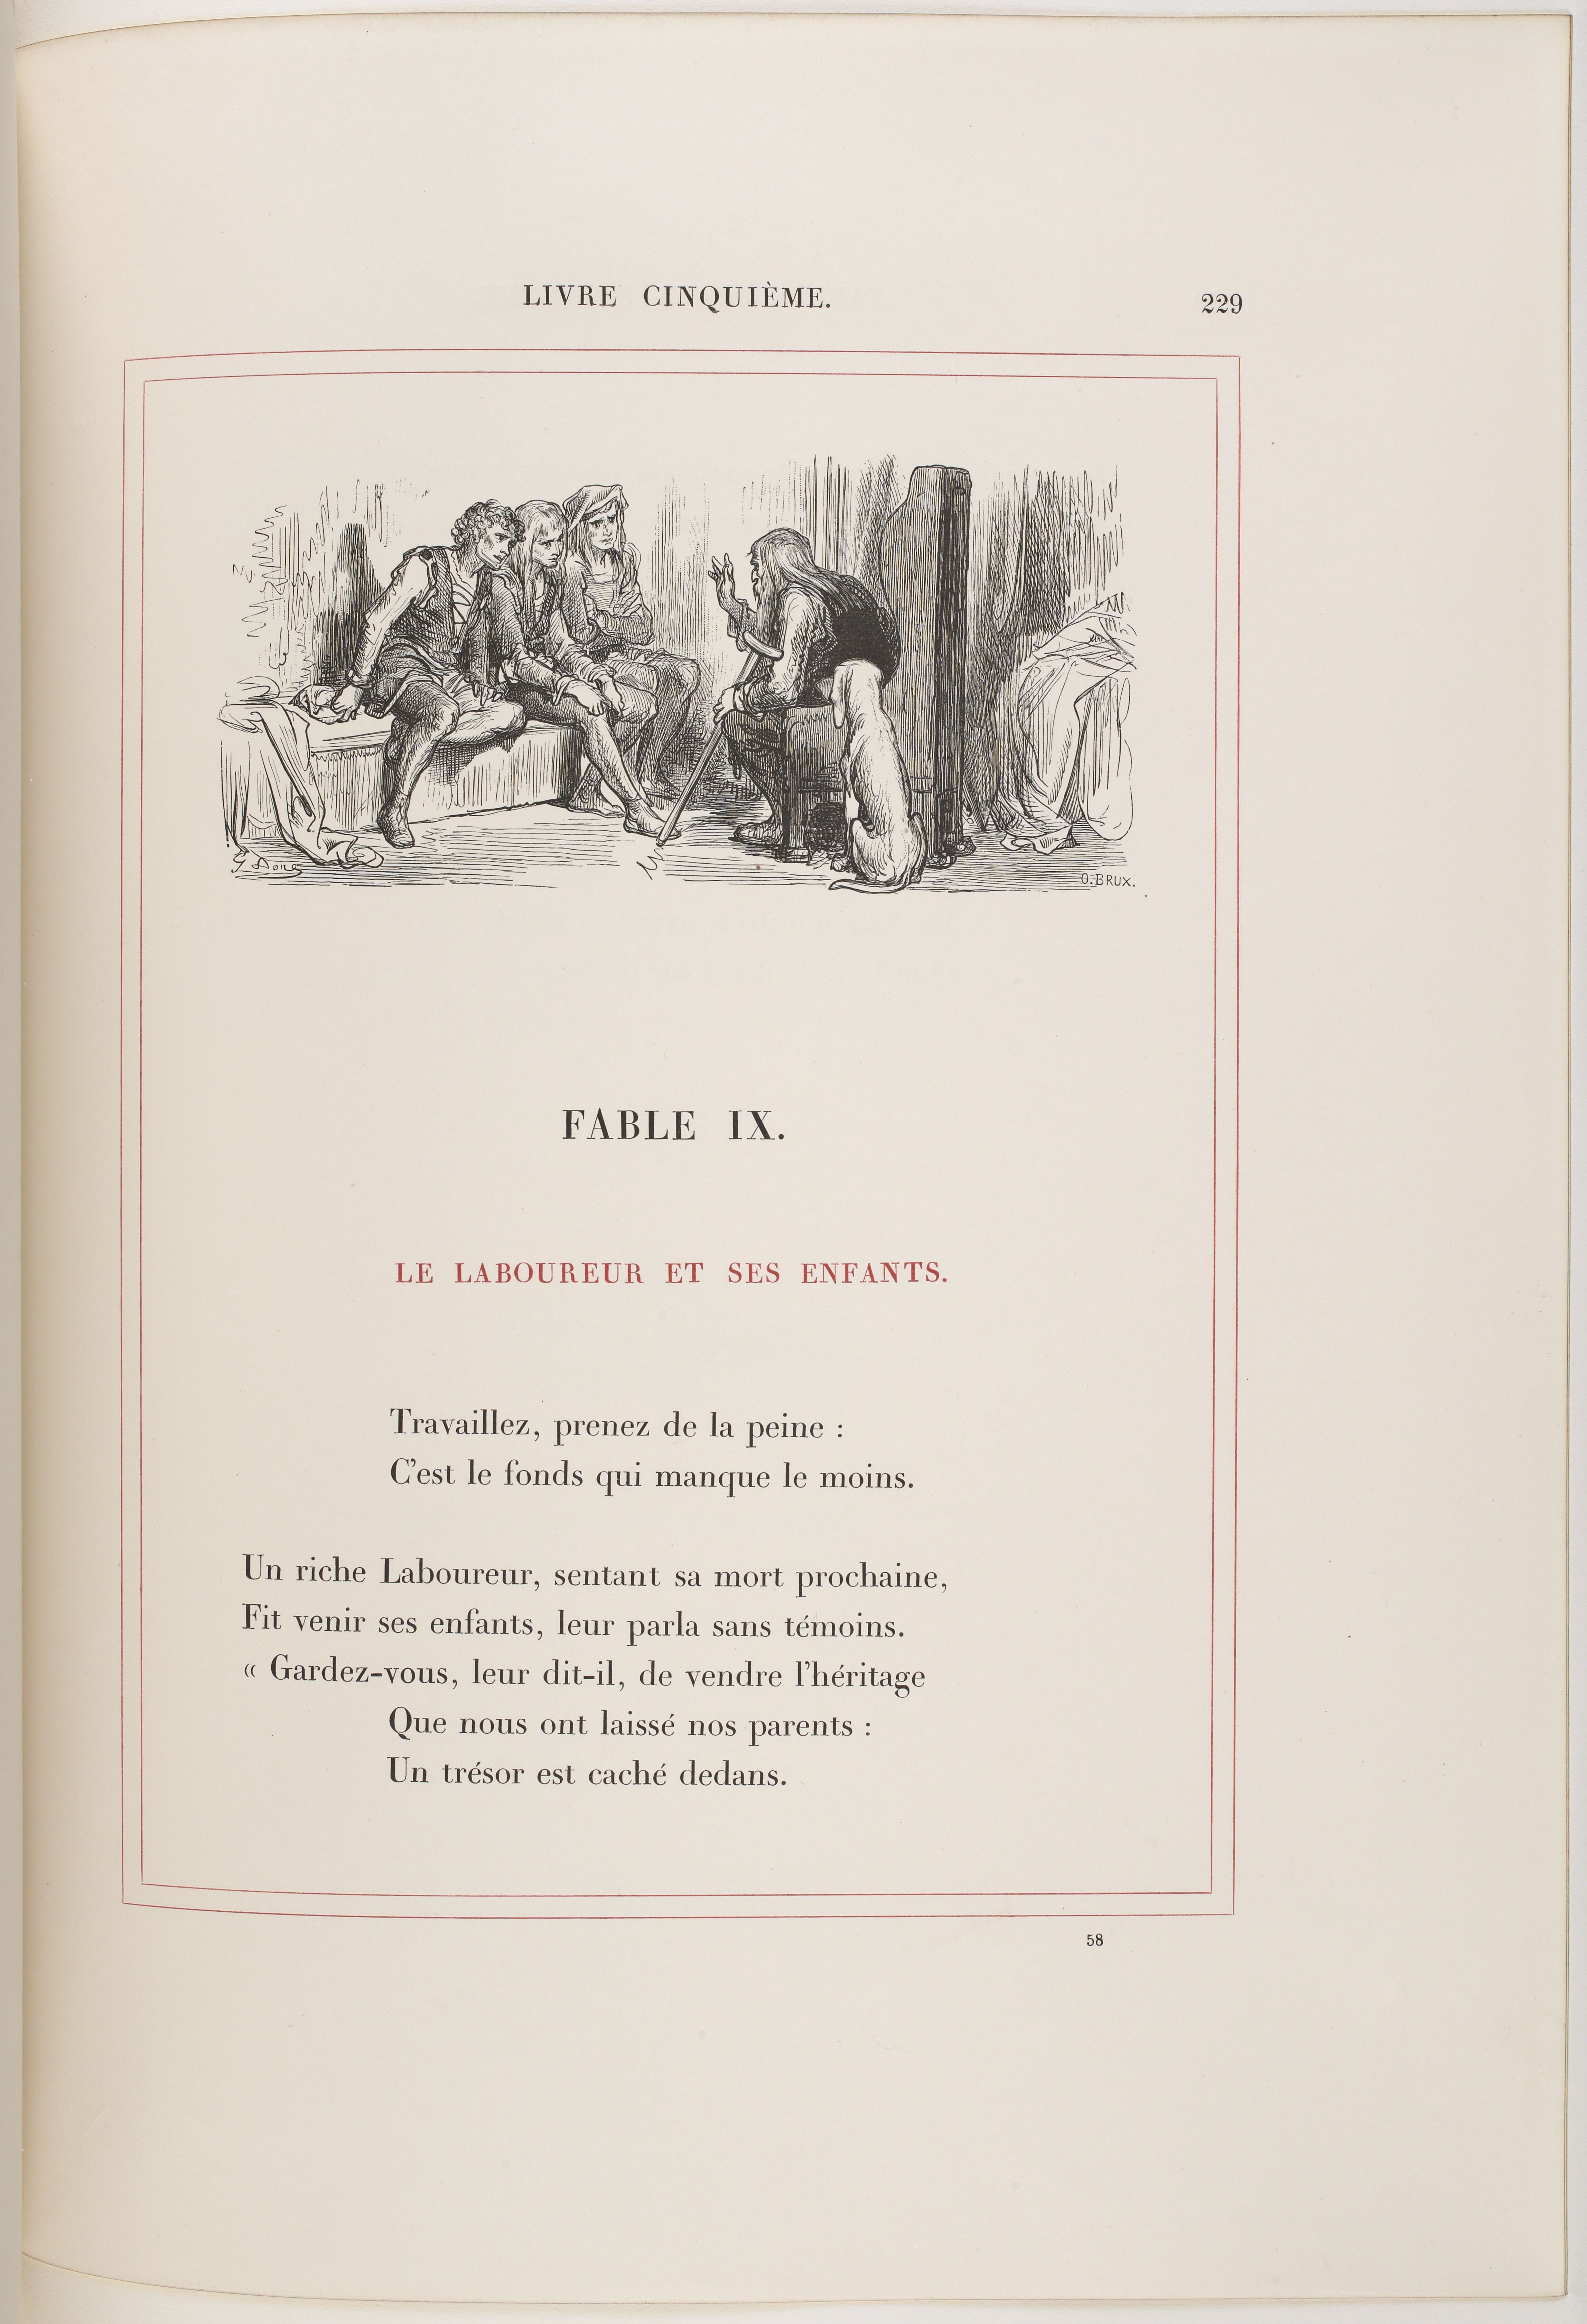 LIVRE CINQUIÈME.
229
G. Doré
O. BRUX.
FABLE IX.
LE LABOUREUR ET SES ENFANTS.
Travaillez, prenez de la peine :
C'est le fonds qui manque le moins.
Un riche Laboureur, sentant sa mort prochaine,
Fit venir ses enfants, leur parla sans témoins.
« Gardez-vous, leur dit-il, de vendre l'héritage
Que nous ont laissé nos parents :
Un trésor est caché dedans.
58